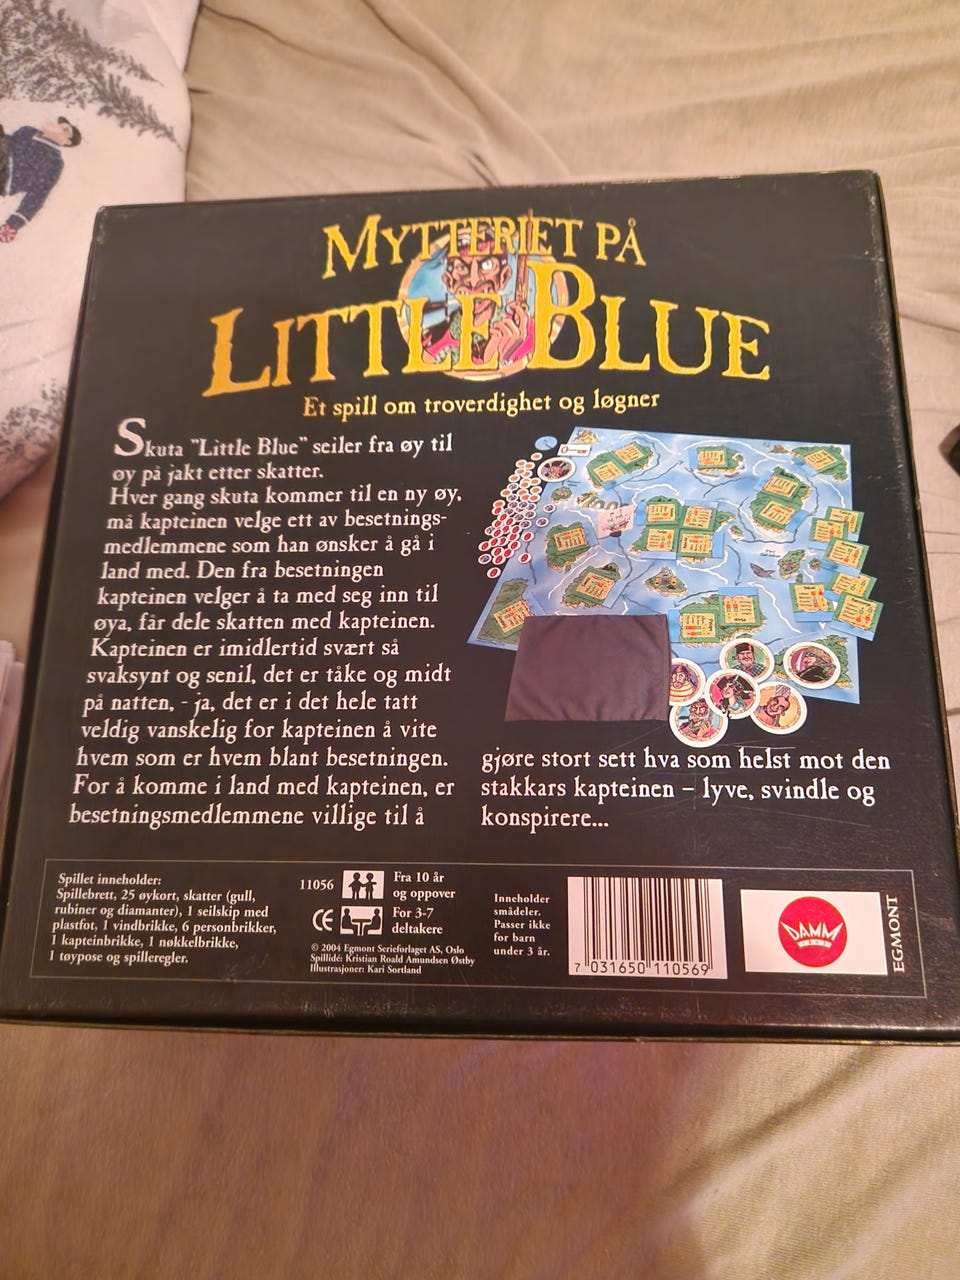 Mytteriet på
Little Blue
Et spill om troverdighet og løgner
Skuta "Little Blue" seiler fra øy til
øy på jakt etter skatter.
Hver gang skuta kommer til en ny øy,
må kapteinen velge ett av besetnings-
medlemmene som han ønsker å gå i
land med. Den fra besetningen
kapteinen velger å ta med seg inn til
øya, får dele skatten med kapteinen.
Kapteinen er imidlertid svært så
svaksynt og senil, det er tåke og midt
på natten, - ja, det er i det hele tatt
veldig vanskelig for kapteinen å vite
hvem som er hvem blant besetningen.
For å komme i land med kapteinen, er
besetningsmedlemmene villige til å
gjøre stort sett hva som helst mot den
stakkars kapteinen – lyve, svindle og
konspirere...
Spillet inneholder:
Spillebrett, 25 øykort, skatter (gull,
rubiner og diamanter), 1 seilskip med
plastfot, 1 vindbrikke, 6 personbrikker,
1 kapteinbrikke, 1 nøkkelbrikke,
1 tøypose og spilleregler.
11056
Fra 10 år
og oppover
CE
For 3-7
deltakere
© 2004 Egmont Serieforlaget AS, Oslo
Spillidé: Kristian Roald Amundsen Østby
Illustrasjoner: Kari Sortland
Inneholder
smådeler.
Passer ikke
for barn
under 3 år.
7 031650 110569
DAMM
EGMONT